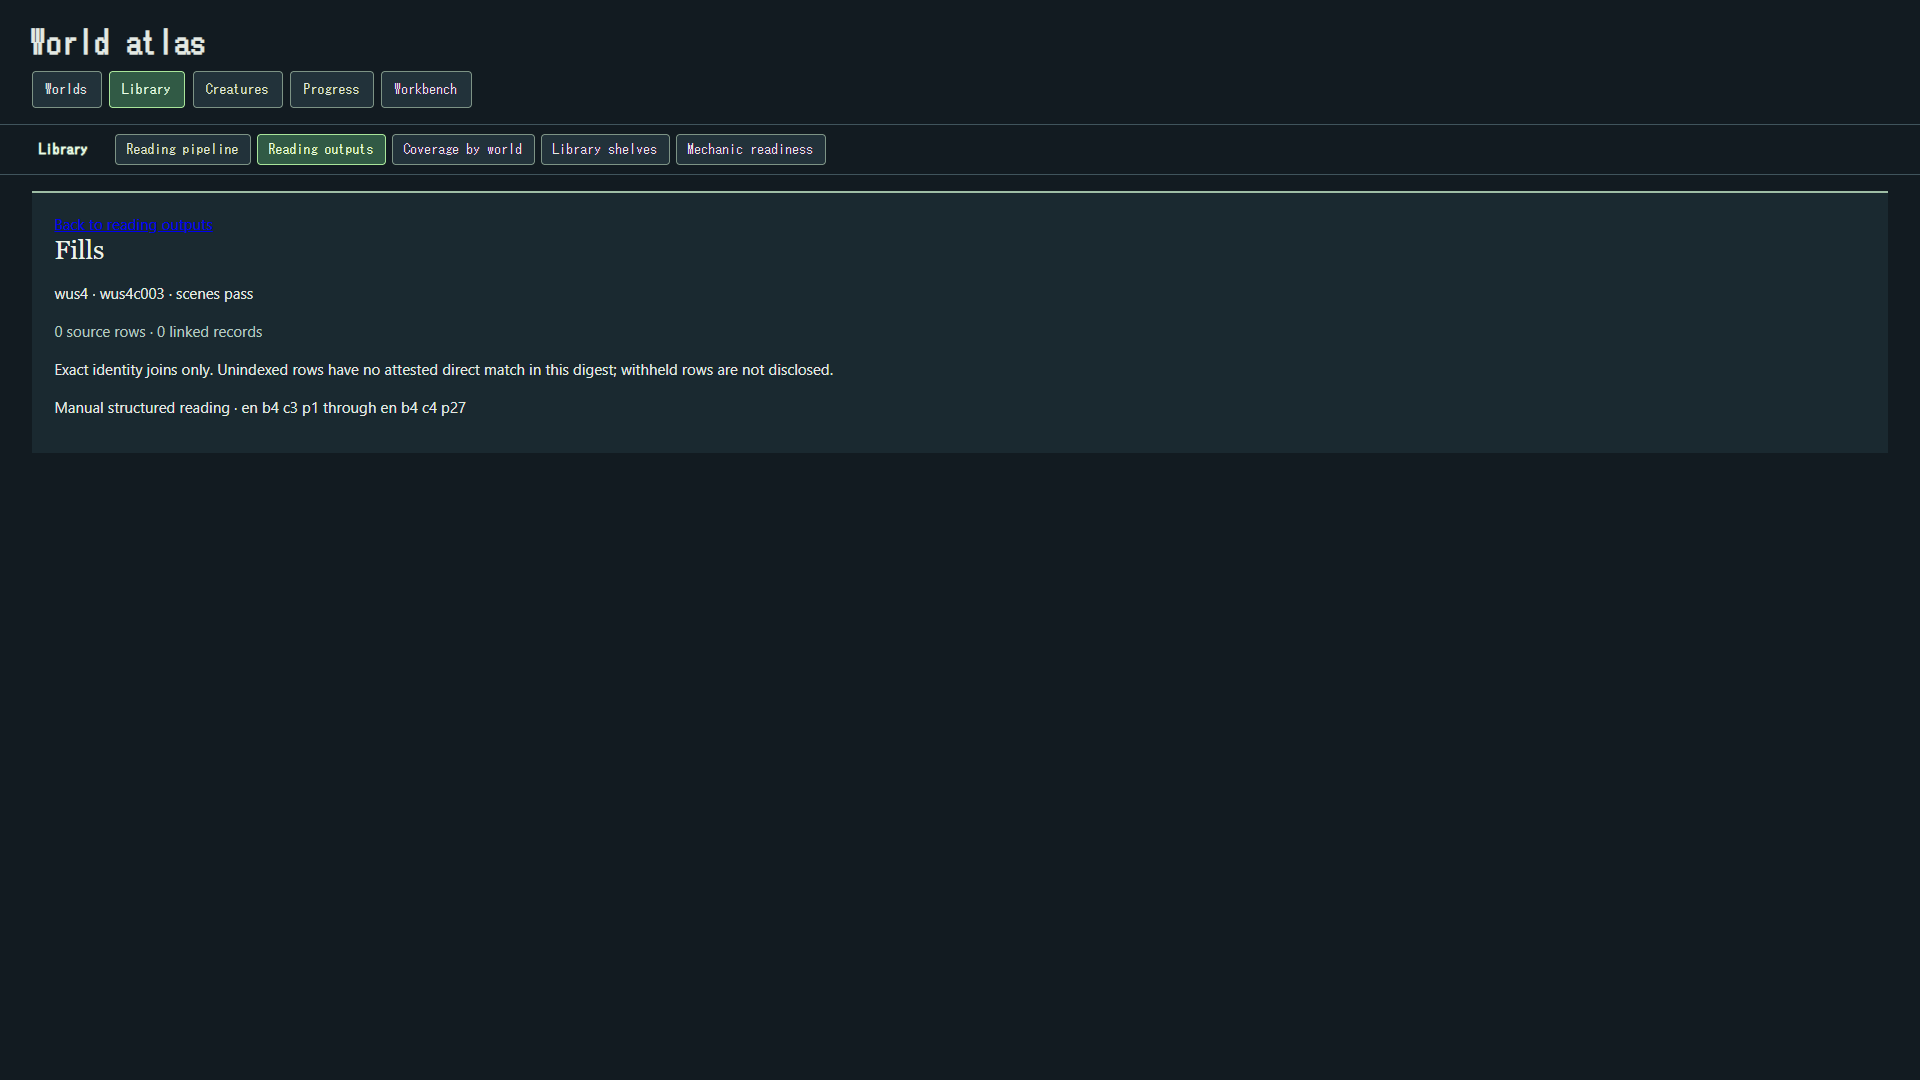 World atlas
Worlds Library Creatures Progress Workbench
Library Reading pipeline Reading outputs Coverage by world Library shelves Mechanic readiness
Back to reading outputs
Fills
wus4 · wus4c003 · scenes pass
0 source rows · 0 linked records
Exact identity joins only. Unindexed rows have no attested direct match in this digest; withheld rows are not disclosed.
Manual structured reading · en b4 c3 p1 through en b4 c4 p27